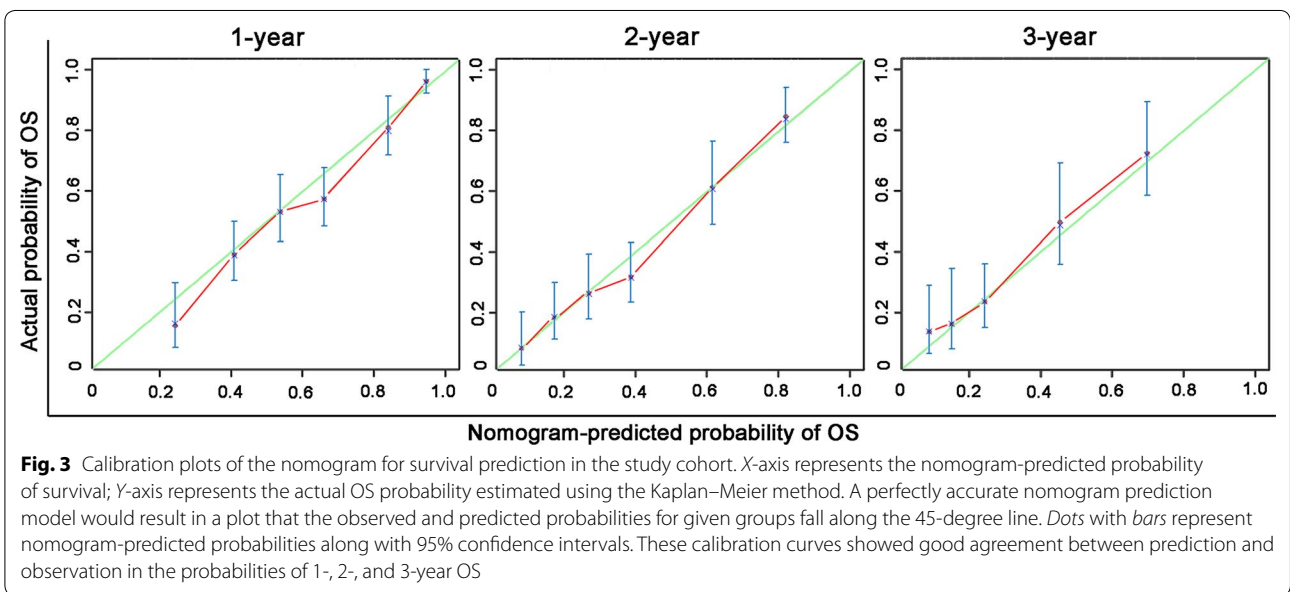 1-year 2-year 3-year
Actual probability of OS
1.0 1.0 1.0
0.8 0.8 0.8
0.6 0.6 0.6
0.4 0.4 0.4
0.2 0.2 0.2
0 0 0
0 0.2 0.4 0.6 0.8 1.0 0 0.2 0.4 0.6 0.8 1.0 0 0.2 0.4 0.6 0.8 1.0
Nomogram-predicted probability of OS
Fig. 3 Calibration plots of the nomogram for survival prediction in the study cohort. X-axis represents the nomogram-predicted probability
of survival; Y-axis represents the actual OS probability estimated using the Kaplan–Meier method. A perfectly accurate nomogram prediction
model would result in a plot that the observed and predicted probabilities for given groups fall along the 45-degree line. Dots with bars represent
nomogram-predicted probabilities along with 95% confidence intervals. These calibration curves showed good agreement between prediction and
observation in the probabilities of 1-, 2-, and 3-year OS